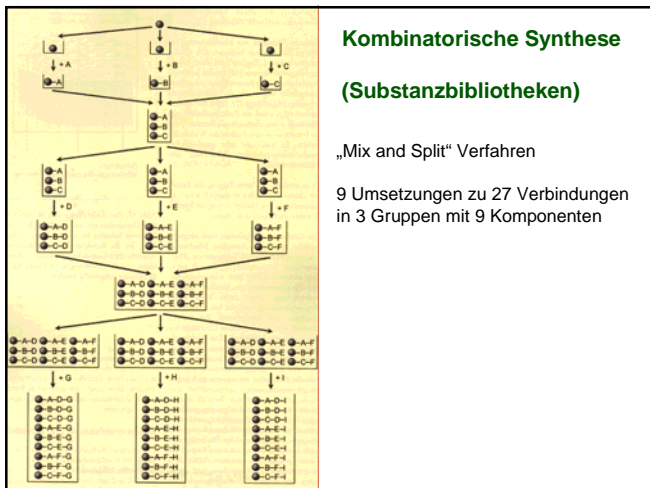 Kombinatorische Synthese
(Substanzbibliotheken)
„Mix and Split“ Verfahren
9 Umsetzungen zu 27 Verbindungen
in 3 Gruppen mit 9 Komponenten
+ A + B + C
A B C
A
B
C
A A A
B B B
C C C
+ D + E + F
A-D A-E A-F
B-D B-E B-F
C-D C-E C-F
A-D A-E A-F
B-D B-E B-F
C-D C-E C-F
A-D A-E A-F A-D A-E A-F A-D A-E A-F
B-D B-E B-F B-D B-E B-F B-D B-E B-F
C-D C-E C-F C-D C-E C-F C-D C-E C-F
+ G + H + I
A-D-G A-D-H A-D-I
B-D-G B-D-H B-D-I
C-D-G C-D-H C-D-I
A-E-G A-E-H A-E-I
B-E-G B-E-H B-E-I
C-E-G C-E-H C-E-I
A-F-G A-F-H A-F-I
B-F-G B-F-H B-F-I
C-F-G C-F-H C-F-I